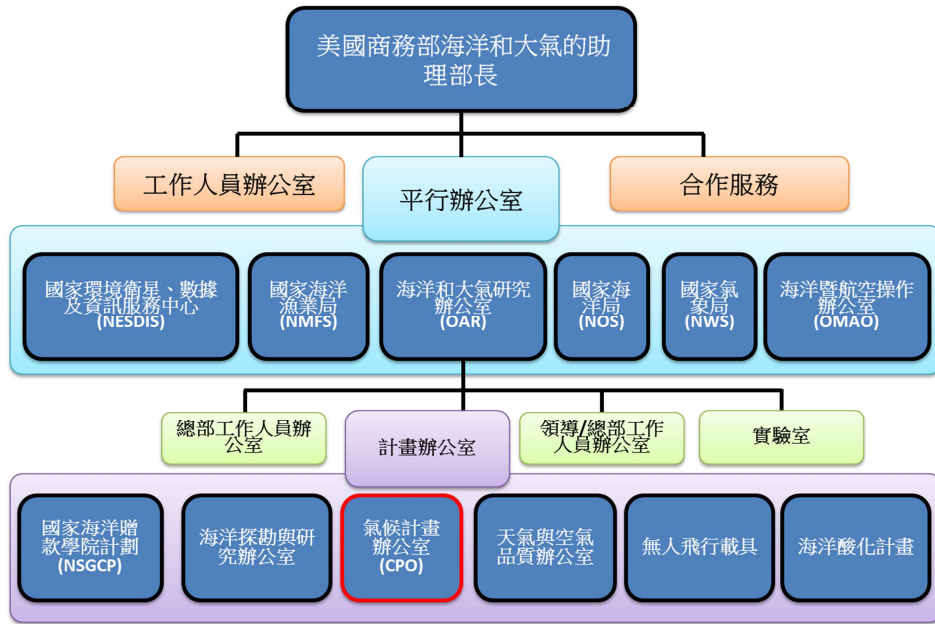 美國商務部海洋和大氣的助
理部長
工作人員辦公室
平行辦公室
合作服務
國家環境衛星、數據
及資訊服務中心
(NESDIS)
國家海洋
漁業局
(NMFS)
海洋和大氣研究
辦公室
(OAR)
國家海
洋局
(NOS)
國家氣
象局
(NWS)
海洋暨航空操作
辦公室
(OMAO)
總部工作人員辦
公室
計畫辦公室
領導/總部工作
人員辦公室
實驗室
國家海洋贈
款學院計劃
(NSGCP)
海洋探勘與研
究辦公室
氣候計畫
辦公室
(CPO)
天氣與空氣
品質辦公室
無人飛行載具
海洋酸化計畫